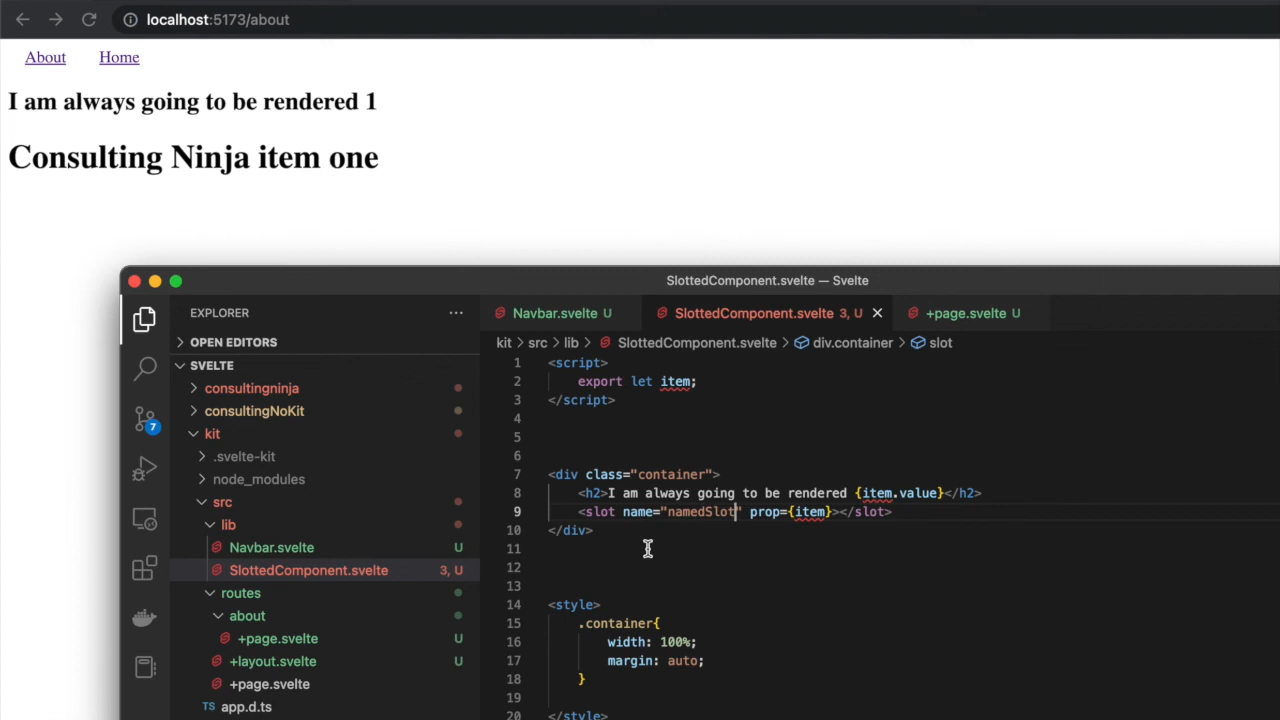 localhost:5173/about
About Home
I am always going to be rendered 1
Consulting Ninja item one
SlottedComponent.svelte — Svelte
EXPLORER ···
OPEN EDITORS
SVELTE
consultingninja
consultingNoKit
kit
.svelte-kit
node_modules
src
lib
Navbar.svelte U
SlottedComponent.svelte 3, U
routes
about
+page.svelte U
+layout.svelte U
+page.svelte
TS app.d.ts
7
Navbar.svelte U SlottedComponent.svelte 3, U +page.svelte U
kit > src > lib > SlottedComponent.svelte > div.container > slot
1 <script>
2 export let item;
3 </script>
4
5
6
7 <div class="container">
8 <h2>I am always going to be rendered {item.value}</h2>
9 <slot name="namedSlot" prop={item}></slot>
10 </div>
11
12
13
14 <style>
15 .container{
16 width: 100%;
17 margin: auto;
18 }
19
20 </style>